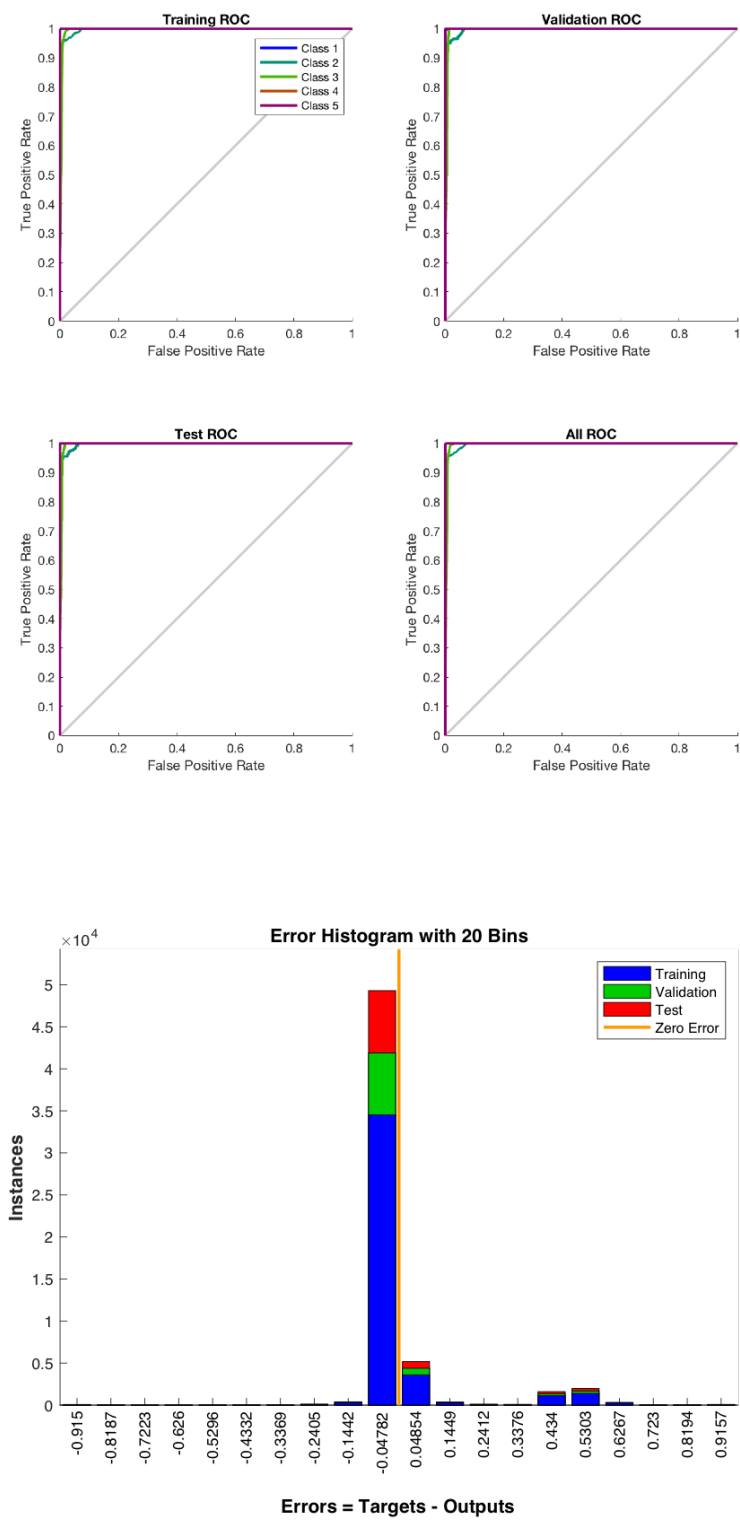 Training ROC
1
0.9
0.8
0.7
0.6
0.5
0.4
0.3
0.2
0.1
0
True Positive Rate
Class 1
Class 2
Class 3
Class 4
Class 5
0 0.2 0.4 0.6 0.8 1
False Positive Rate
Validation ROC
1
0.9
0.8
0.7
0.6
0.5
0.4
0.3
0.2
0.1
0
True Positive Rate
0 0.2 0.4 0.6 0.8 1
False Positive Rate
Test ROC
1
0.9
0.8
0.7
0.6
0.5
0.4
0.3
0.2
0.1
0
True Positive Rate
0 0.2 0.4 0.6 0.8 1
False Positive Rate
All ROC
1
0.9
0.8
0.7
0.6
0.5
0.4
0.3
0.2
0.1
0
True Positive Rate
0 0.2 0.4 0.6 0.8 1
False Positive Rate
Error Histogram with 20 Bins
×10⁴
5
4.5
4
3.5
3
2.5
2
1.5
1
0.5
0
Instances
Training
Validation
Test
Zero Error
-0.915 -0.8187 -0.7223 -0.626 -0.5296 -0.4332 -0.3369 -0.2405 -0.1442 -0.04782 0.04854 0.1449 0.2412 0.3376 0.434 0.5303 0.6267 0.723 0.8194 0.9157
Errors = Targets - Outputs